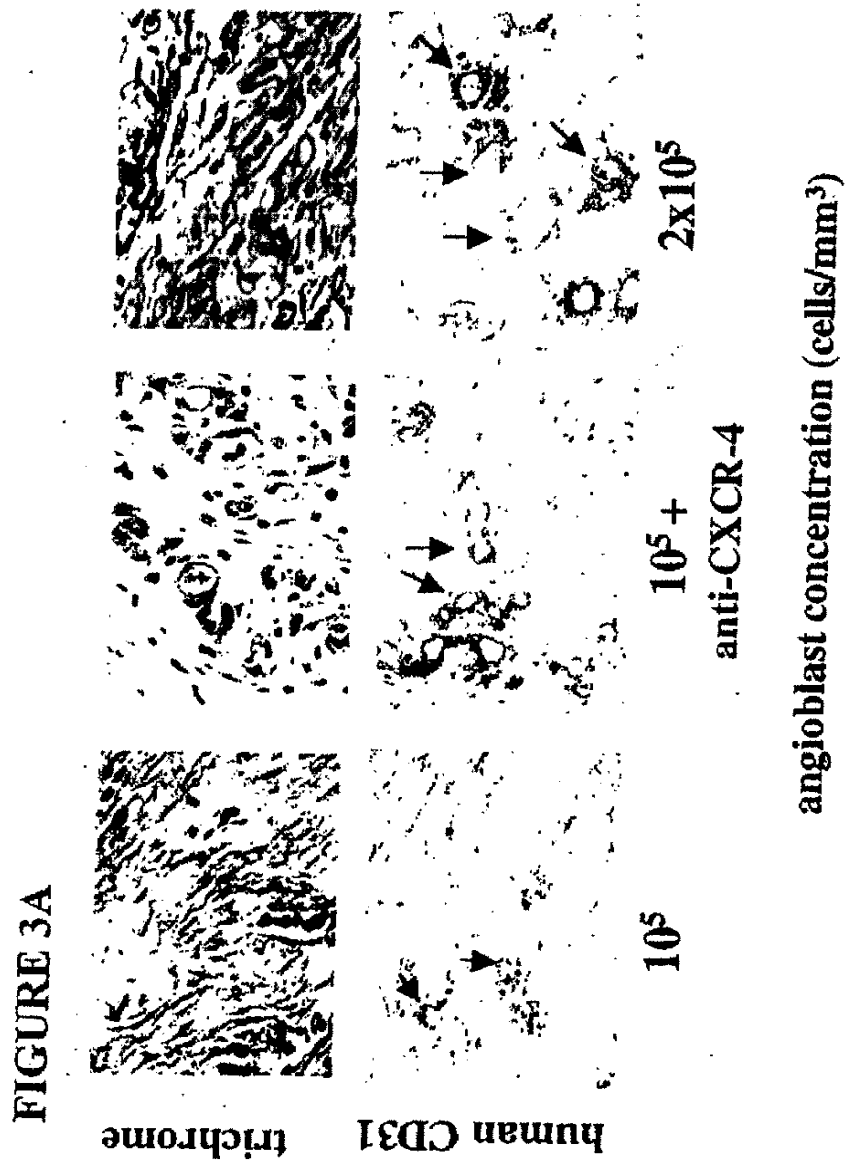 FIGURE 3A
trichrome
human CD31
10⁵
10⁵ +
anti-CXCR-4
2x10⁵
angioblast concentration (cells/mm³)